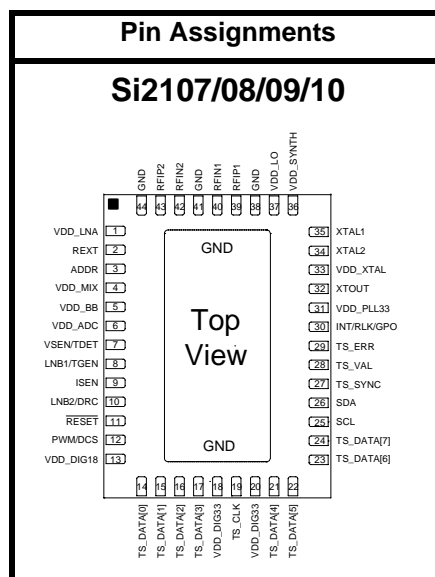 Pin Assignments
Si2107/08/09/10
GND
RFIP2
RFIN2
GND
RFIN1
RFIP1
GND
VDD_LO
VDD_SYNTH
44
43
42
41
40
39
38
37
36
VDD_LNA 1
REXT 2
ADDR 3
VDD_MIX 4
VDD_BB 5
VDD_ADC 6
VSEN/TDET 7
LNB1/TGEN 8
ISEN 9
LNB2/DRC 10
RESET 11
PWM/DCS 12
VDD_DIG18 13
GND
Top
View
GND
35 XTAL1
34 XTAL2
33 VDD_XTAL
32 XTOUT
31 VDD_PLL33
30 INT/RLK/GPO
29 TS_ERR
28 TS_VAL
27 TS_SYNC
26 SDA
25 SCL
24 TS_DATA[7]
23 TS_DATA[6]
14
15
16
17
18
19
20
21
22
TS_DATA[0]
TS_DATA[1]
TS_DATA[2]
TS_DATA[3]
VDD_DIG33
TS_CLK
VDD_DIG33
TS_DATA[4]
TS_DATA[5]